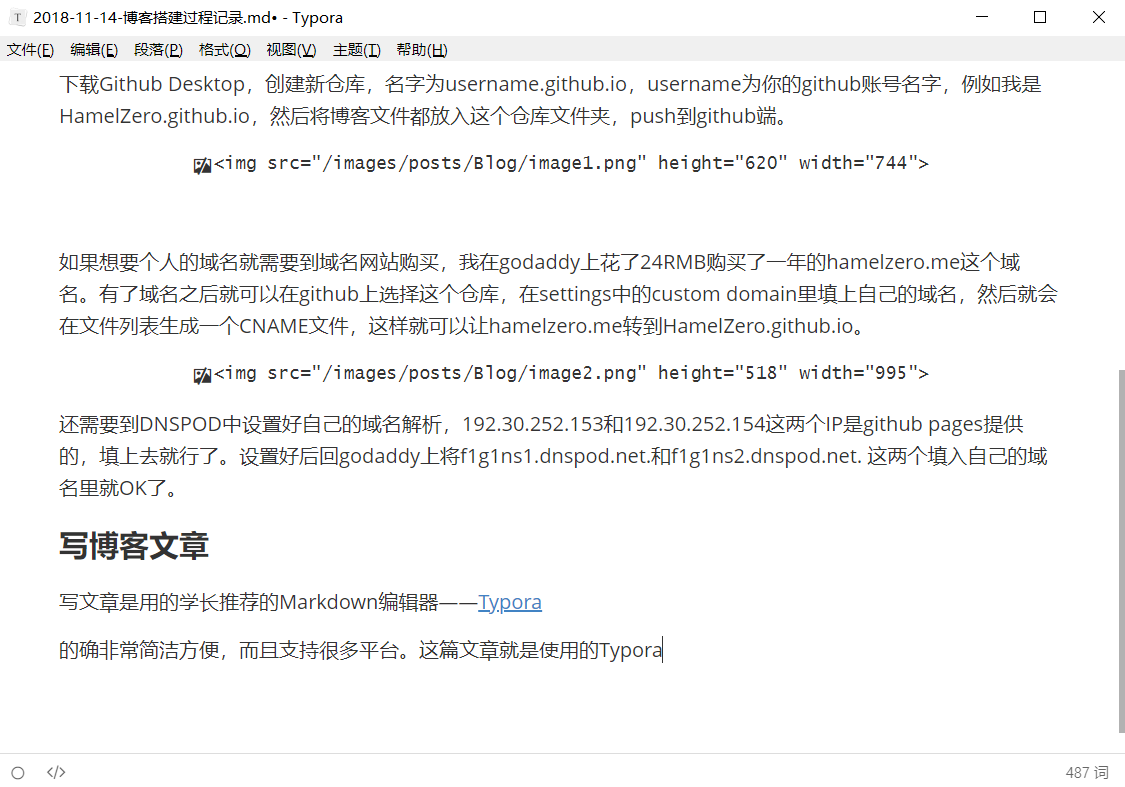 2018-11-14-博客搭建过程记录.md• - Typora
文件(F) 编辑(E) 段落(P) 格式(O) 视图(V) 主题(T) 帮助(H)
下载Github Desktop，创建新仓库，名字为username.github.io，username为你的github账号名字，例如我是
HamelZero.github.io，然后将博客文件都放入这个仓库文件夹，push到github端。
<img src="/images/posts/Blog/image1.png" height="620" width="744">
如果想要个人的域名就需要到域名网站购买，我在godaddy上花了24RMB购买了一年的hamelzero.me这个域
名。有了域名之后就可以在github上选择这个仓库，在settings中的custom domain里填上自己的域名，然后就会
在文件列表生成一个CNAME文件，这样就可以让hamelzero.me转到HamelZero.github.io。
<img src="/images/posts/Blog/image2.png" height="518" width="995">
还需要到DNSPOD中设置好自己的域名解析，192.30.252.153和192.30.252.154这两个IP是github pages提供
的，填上去就行了。设置好后回godaddy上将f1g1ns1.dnspod.net.和f1g1ns2.dnspod.net. 这两个填入自己的域
名里就OK了。
写博客文章
写文章是用的学长推荐的Markdown编辑器——Typora
的确非常简洁方便，而且支持很多平台。这篇文章就是使用的Typora
487 词